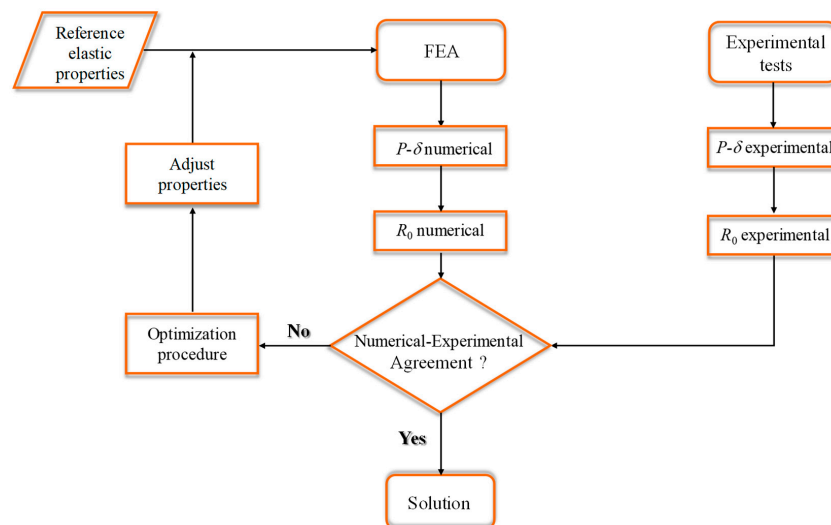 Reference
elastic
properties
FEA
Experimental
tests
P-δ numerical
P-δ experimental
Adjust
properties
R₀ numerical
R₀ experimental
Optimization
procedure
No
Numerical-Experimental
Agreement ?
Yes
Solution